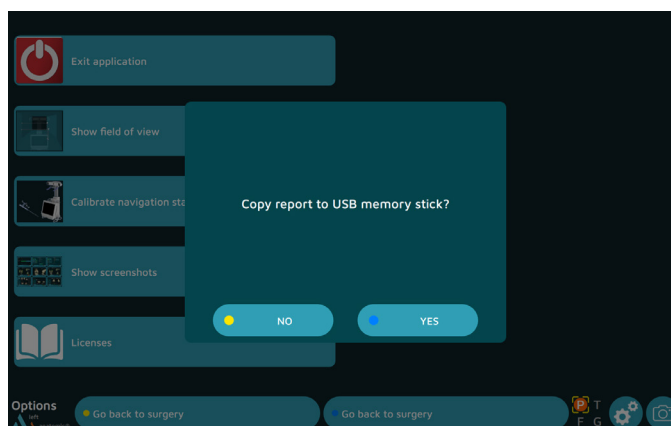 Exit application
Show field of view
Calibrate navigation sta
Copy report to USB memory stick?
Show screenshots
NO
YES
Licenses
Options
left
Go back to surgery
Go back to surgery
P T
F G